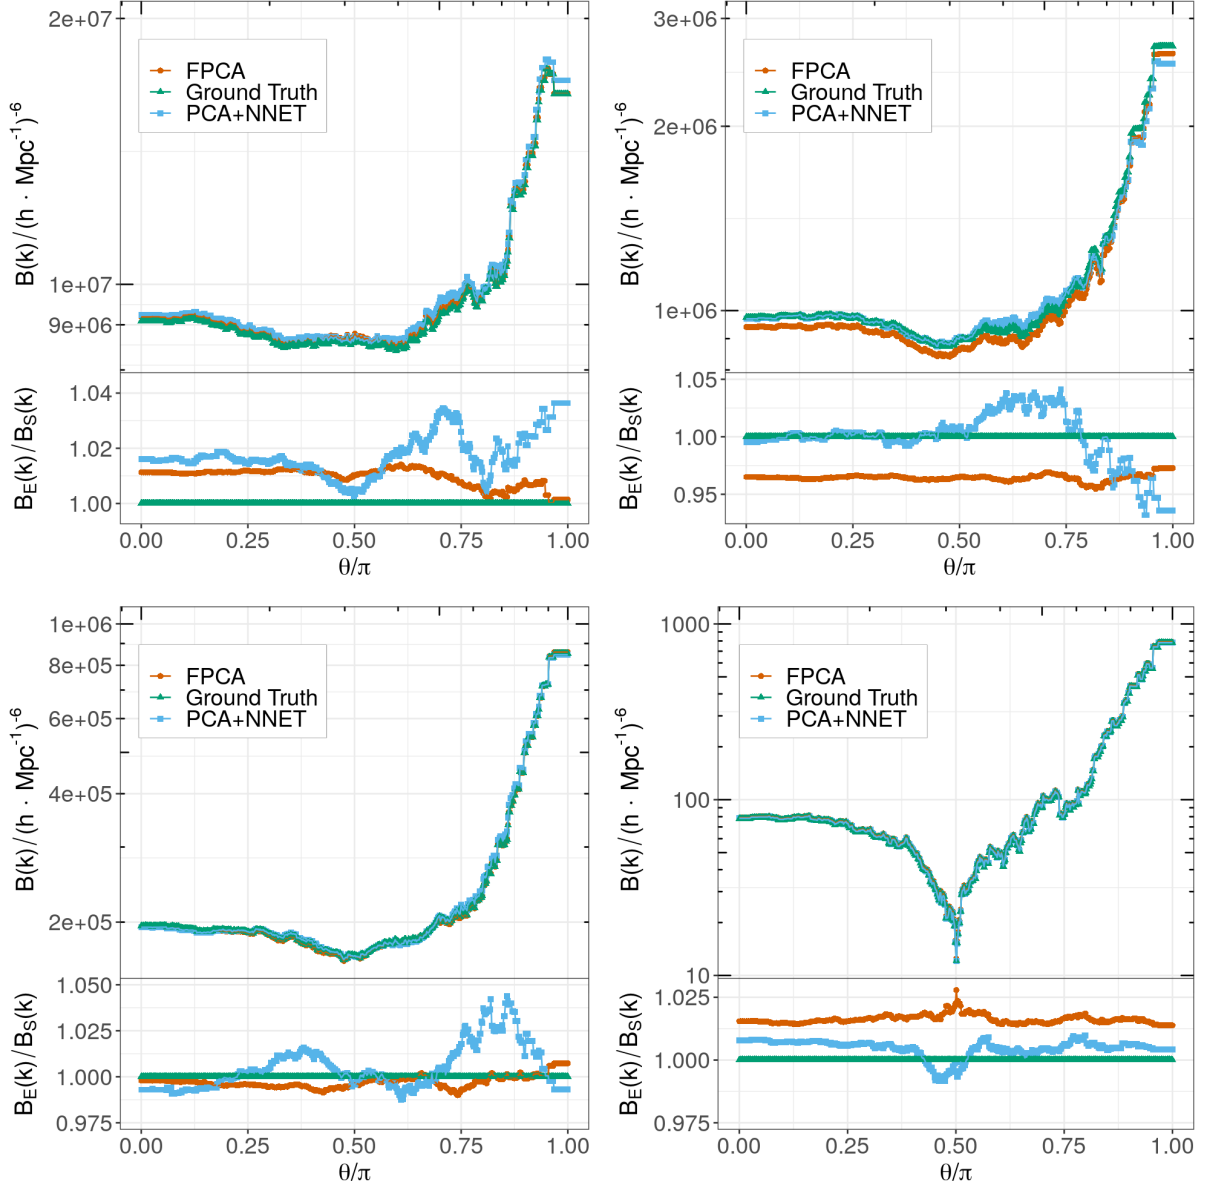 2e+07
1e+07
9e+06
B(k)/(h · Mpc⁻¹)⁻⁶
FPCA
Ground Truth
PCA+NNET
1.04
1.02
1.00
B_E(k)/B_S(k)
0.00 0.25 0.50 0.75 1.00
θ/π
3e+06
2e+06
1e+06
B(k)/(h · Mpc⁻¹)⁻⁶
FPCA
Ground Truth
PCA+NNET
1.05
1.00
0.95
B_E(k)/B_S(k)
0.00 0.25 0.50 0.75 1.00
θ/π
1e+06
8e+05
6e+05
4e+05
2e+05
B(k)/(h · Mpc⁻¹)⁻⁶
FPCA
Ground Truth
PCA+NNET
1.050
1.025
1.000
0.975
B_E(k)/B_S(k)
0.00 0.25 0.50 0.75 1.00
θ/π
1000
100
10
B(k)/(h · Mpc⁻¹)⁻⁶
FPCA
Ground Truth
PCA+NNET
1.025
1.000
0.975
B_E(k)/B_S(k)
0.00 0.25 0.50 0.75 1.00
θ/π